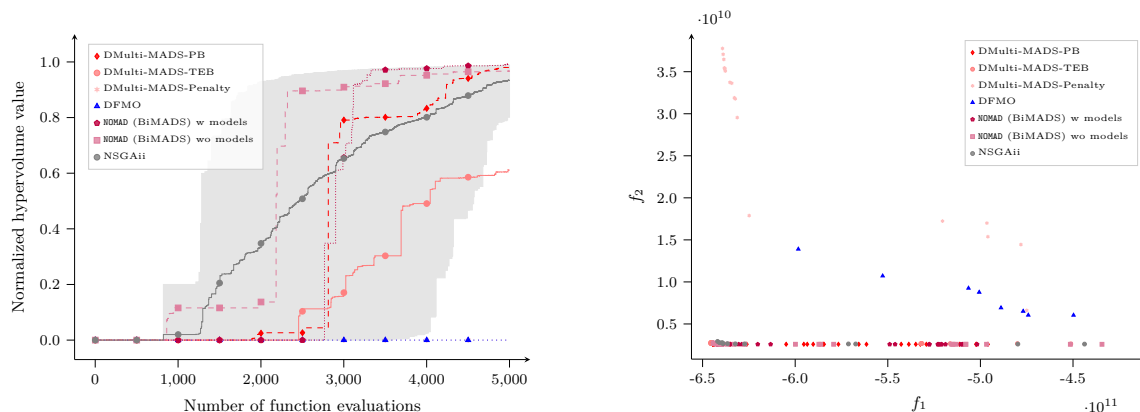 1.0
0.8
0.6
0.4
0.2
0.0
0
1,000
2,000
3,000
4,000
5,000
Normalized hypervolume value
Number of function evaluations
DMulti-MADS-PB
DMulti-MADS-TEB
DMulti-MADS-Penalty
DFMO
NOMAD (BiMADS) w models
NOMAD (BiMADS) wo models
NSGAii
·10^10
3.5
3.0
2.5
2.0
1.5
1.0
0.5
-6.5
-6.0
-5.5
-5.0
-4.5
·10^11
f_2
f_1
DMulti-MADS-PB
DMulti-MADS-TEB
DMulti-MADS-Penalty
DFMO
NOMAD (BiMADS) w models
NOMAD (BiMADS) wo models
NSGAii